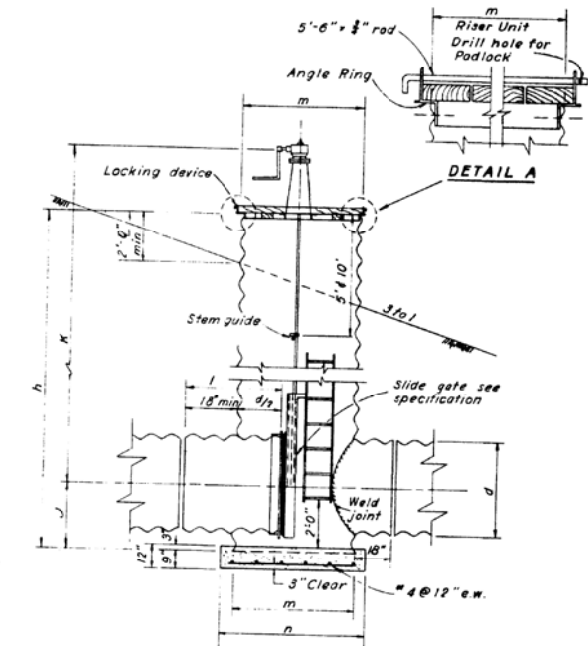 m
5'-6" x 3/4" rod
Riser Unit
Drill hole for
Padlock
Angle Ring
m
DETAIL A
Locking device
2'-0"
min
5' d 10'
3 to 1
K
Stem guide
h
l
18" min
d/2
Slide gate see
specification
d
Weld
joint
J
2'0"
3"
12"
9"
18"
3" Clear
#4 @ 12" e.w.
m
n